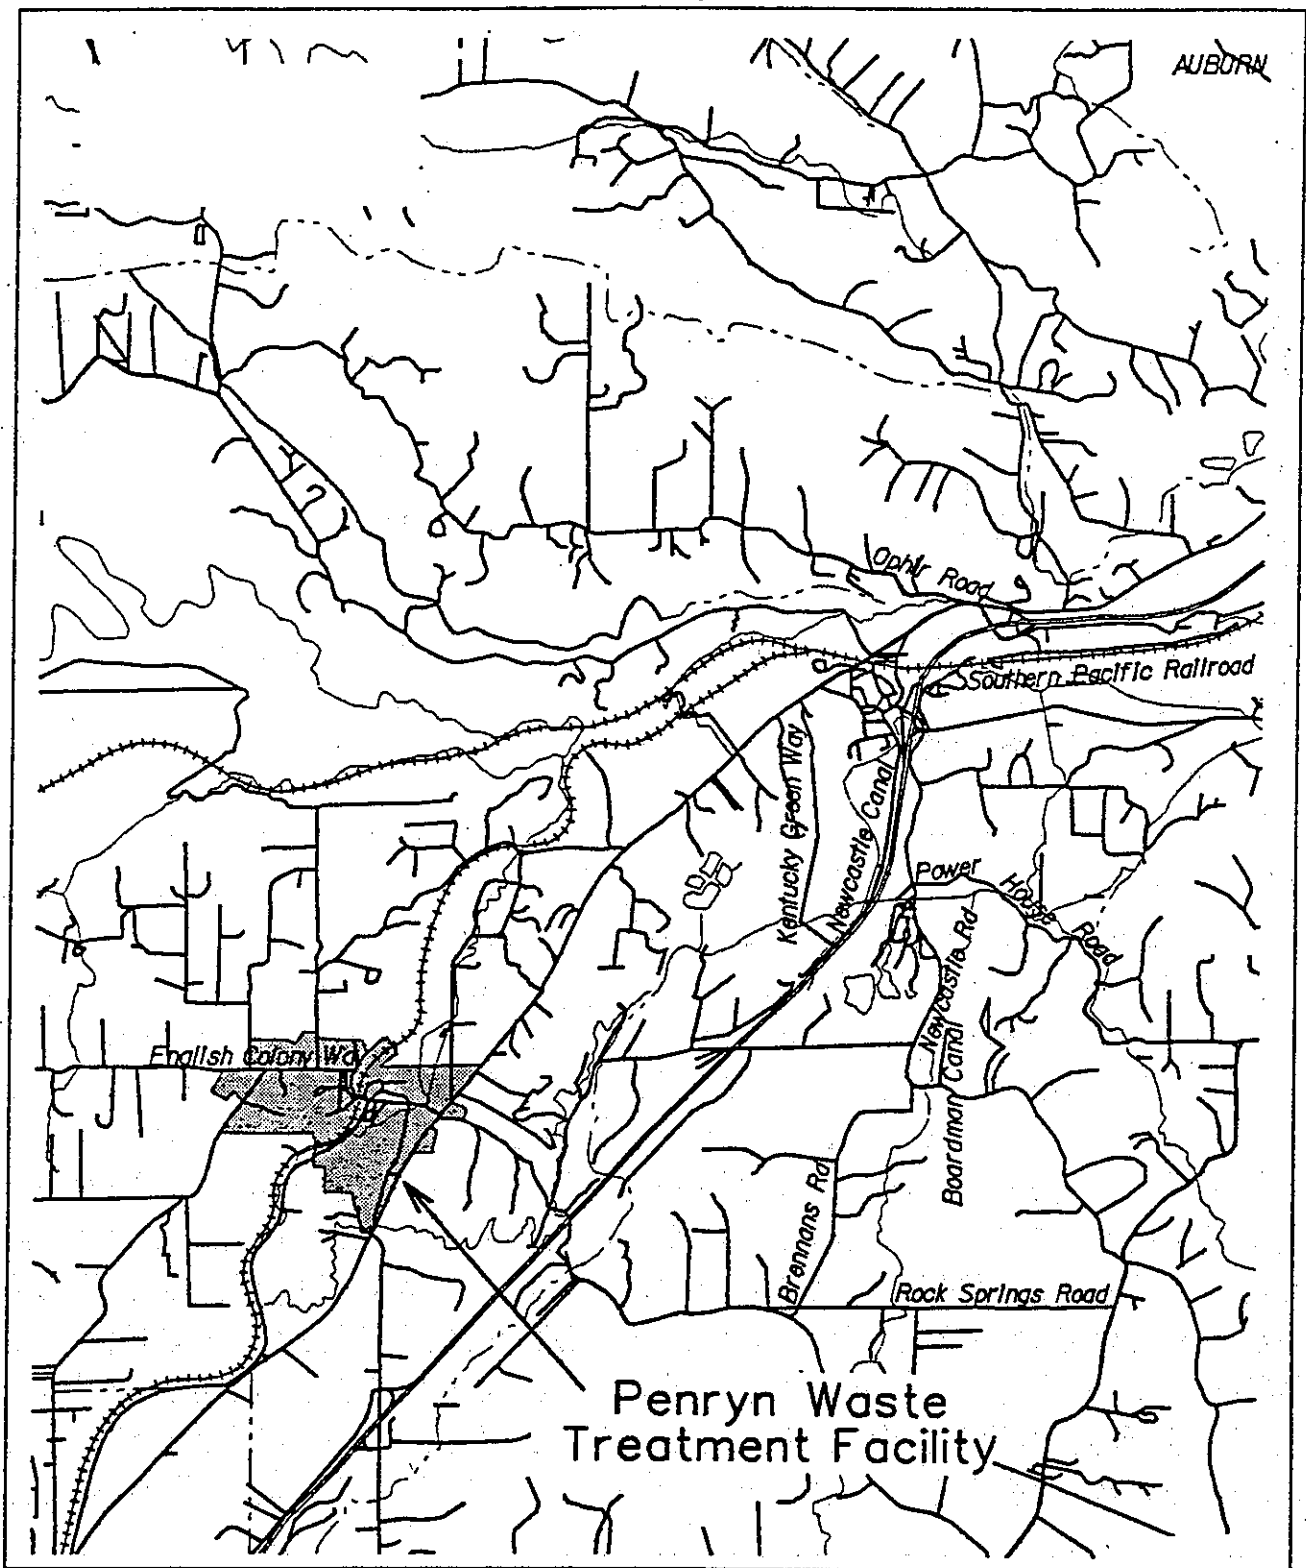 AUBURN
Ophir Road
Southern Pacific Railroad
Kentucky Green Way
Newcastle Canal
Power House Road
Newcastle Rd
English Colony Way
Boardman Canal
Brennans Rd
Rock Springs Road
Penryn Waste
Treatment Facility